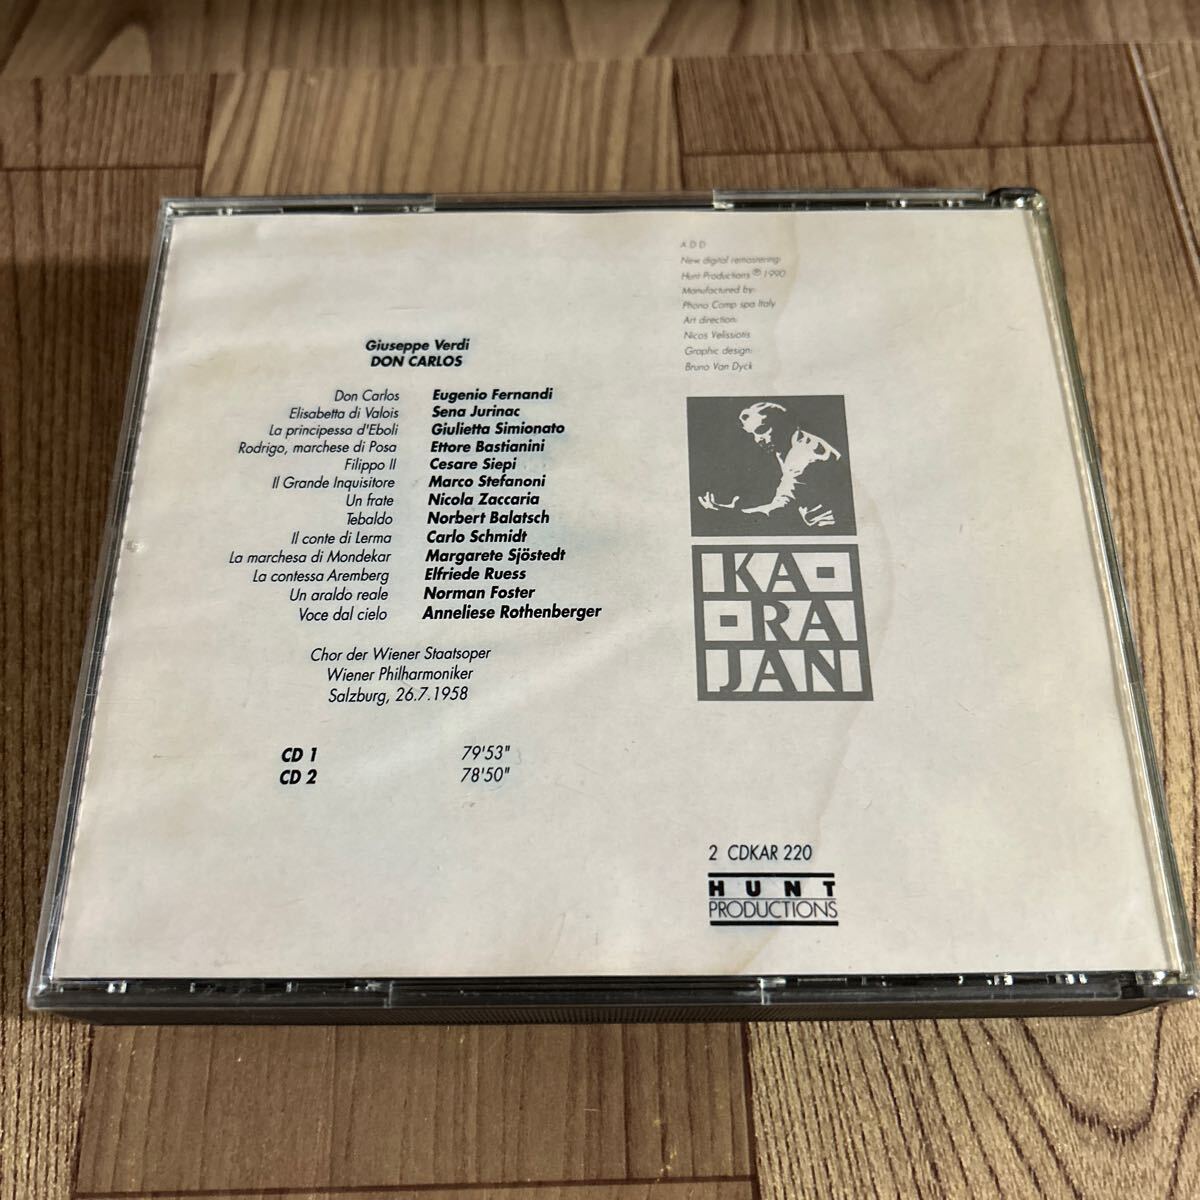 Giuseppe Verdi
DON CARLOS
Don Carlos Eugenio Fernandi
Elisabetta di Valois Sena Jurinac
La principessa d'Eboli Giulietta Simionato
Rodrigo, marchese di Posa Ettore Bastianini
Filippo II Cesare Siepi
Il Grande Inquisitore Marco Stefanoni
Un frate Nicola Zaccaria
Tebaldo Norbert Balatsch
Il conte di Lerma Carlo Schmidt
La marchesa di Mondekar Margarete Sjöstedt
La contessa Aremberg Elfriede Ruess
Un araldo reale Norman Foster
Voce dal cielo Anneliese Rothenberger
Chor der Wiener Staatsoper
Wiener Philharmoniker
Salzburg, 26.7.1958
CD 1 79'53"
CD 2 78'50"
A D D
New digital remastering:
Hunt Productions ℗ 1990
Manufactured by:
Phono Comp spa Italy
Art direction:
Nicos Velissiotis
Graphic design:
Bruno Van Dyck
KA-
-RA
JAN
2 CDKAR 220
HUNT
PRODUCTIONS